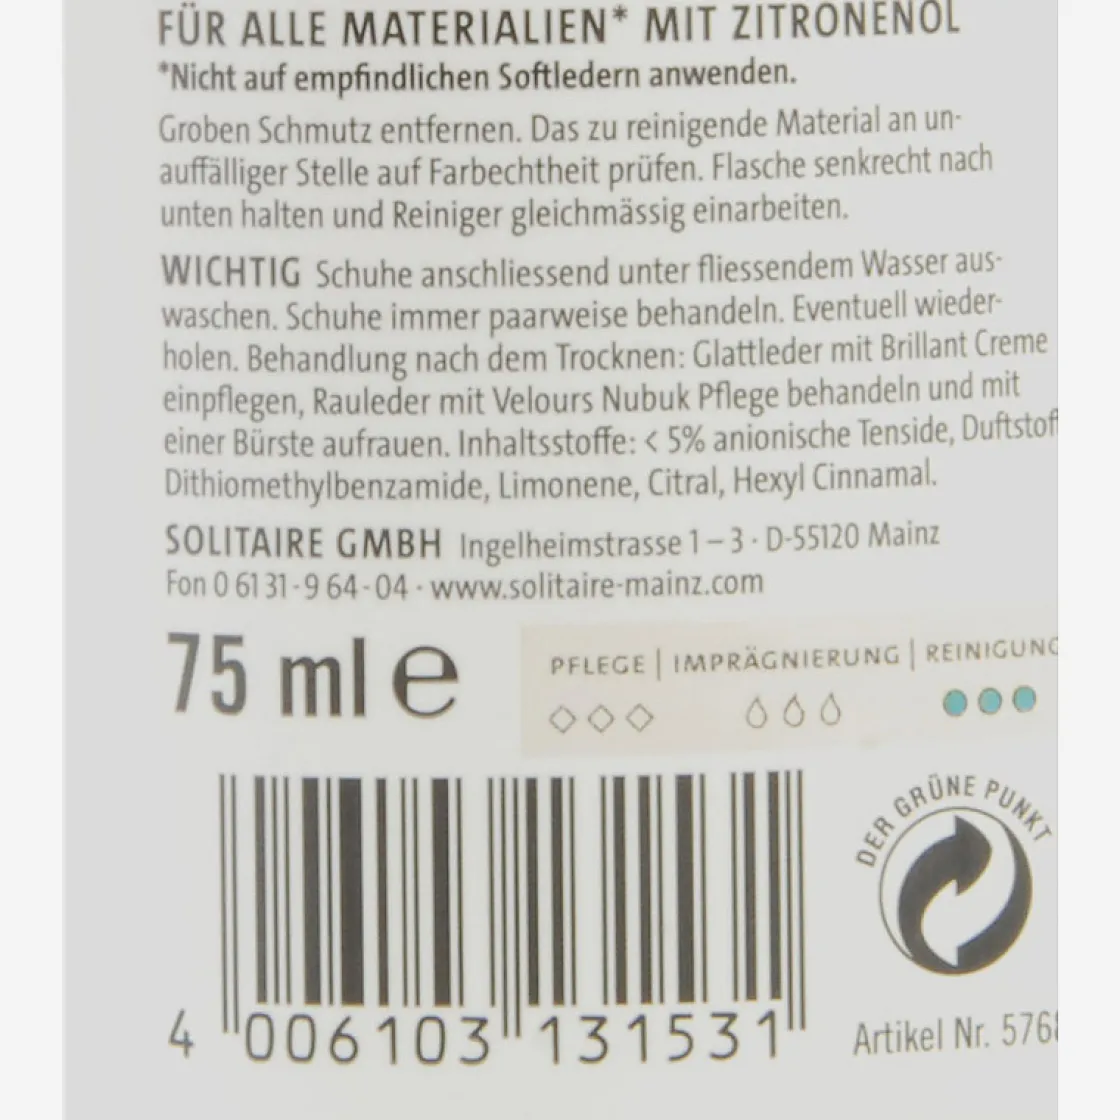 FÜR ALLE MATERIALIEN* MIT ZITRONENÖL
*Nicht auf empfindlichen Softledern anwenden.
Groben Schmutz entfernen. Das zu reinigende Material an un-
auffälliger Stelle auf Farbechtheit prüfen. Flasche senkrecht nach
unten halten und Reiniger gleichmässig einarbeiten.
WICHTIG Schuhe anschliessend unter fliessendem Wasser aus-
waschen. Schuhe immer paarweise behandeln. Eventuell wieder-
holen. Behandlung nach dem Trocknen: Glattleder mit Brillant Creme
einpflegen, Rauleder mit Velours Nubuk Pflege behandeln und mit
einer Bürste aufrauen. Inhaltsstoffe: < 5% anionische Tenside, Duftstof
Dithiomethylbenzamide, Limonene, Citral, Hexyl Cinnamal.
SOLITAIRE GMBH Ingelheimstrasse 1 – 3 · D-55120 Mainz
Fon 0 61 31 - 9 64 - 04 · www.solitaire-mainz.com
75 ml e
PFLEGE | IMPRÄGNIERUNG | REINIGUNG
DER GRÜNE PUNKT
4 006103 131531
Artikel Nr. 576